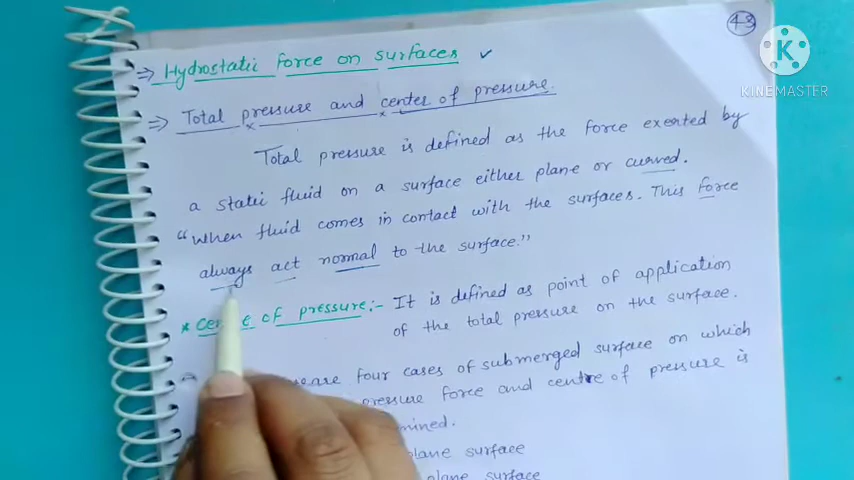 43
K
KINEMASTER
⇒ Hydrostatic force on surfaces ✓
⇒ Total pressure and center of pressure.
Total pressure is defined as the force exerted by
a static fluid on a surface either plane or curved.
"When fluid comes in contact with the surfaces. This force
always act normal to the surface."
* Centre of pressure:- It is defined as point of application
of the total pressure on the surface.
are four cases of submerged surface on which
pressure force and centre of pressure is
plane surface
plane surface